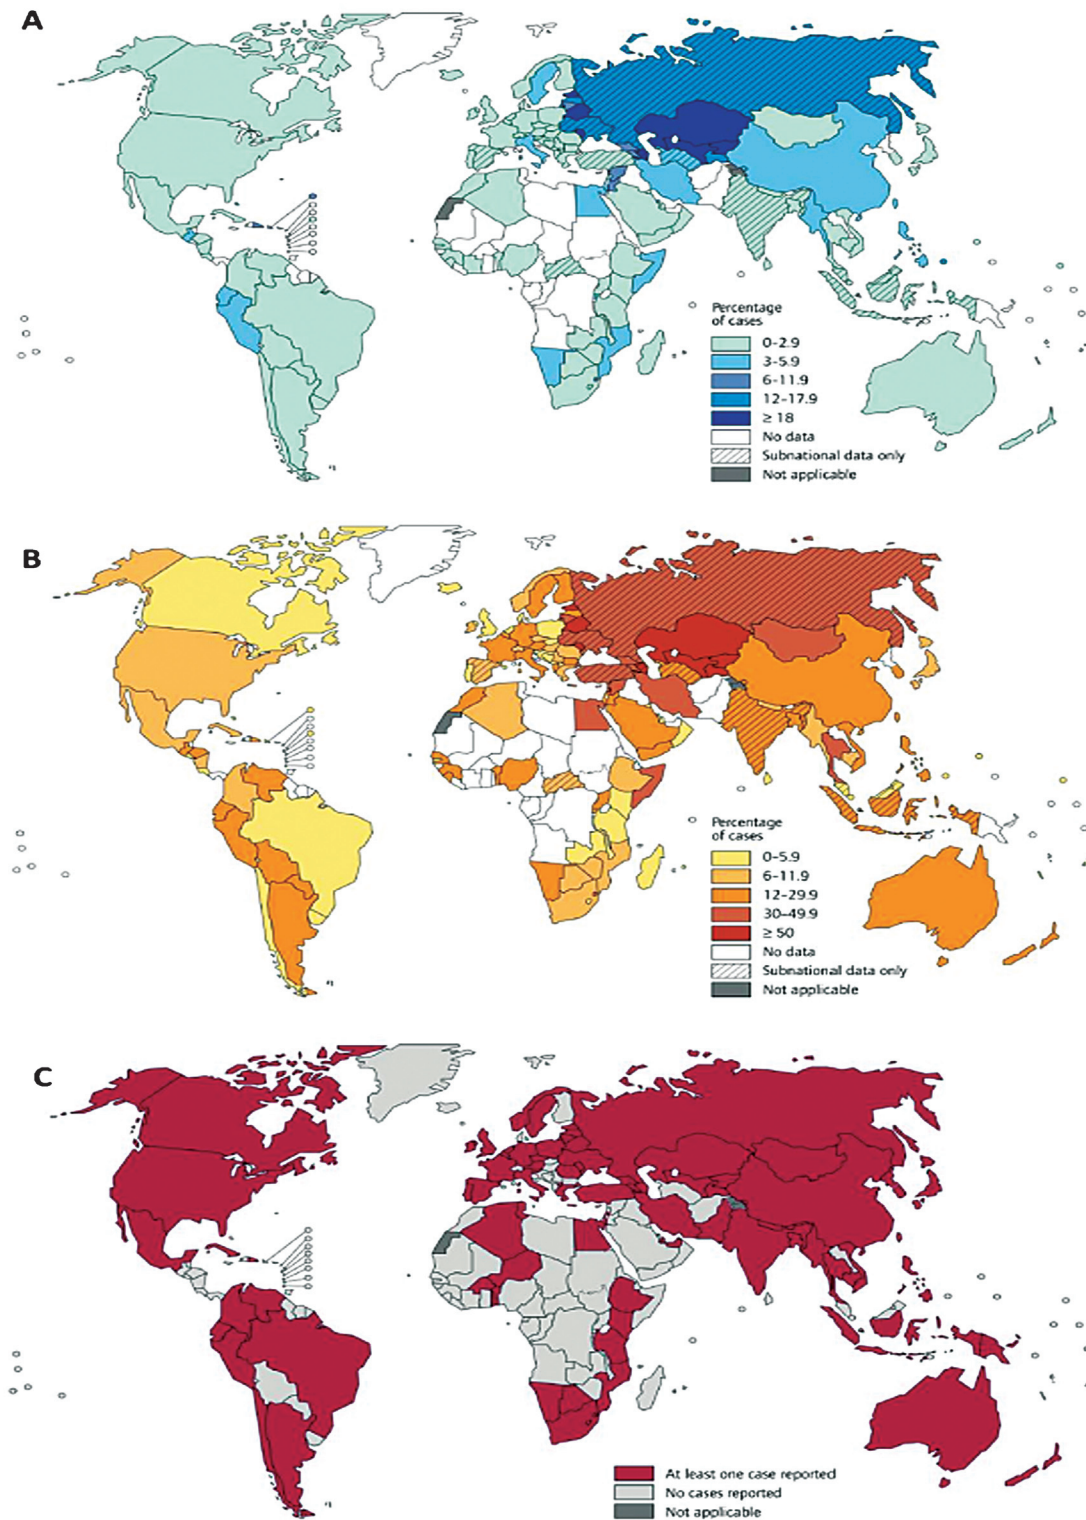 A
Percentage
of cases
0-2.9
3-5.9
6-11.9
12-17.9
≥ 18
No data
Subnational data only
Not applicable
B
Percentage
of cases
0-5.9
6-11.9
12-29.9
30-49.9
≥ 50
No data
Subnational data only
Not applicable
C
At least one case reported
No cases reported
Not applicable